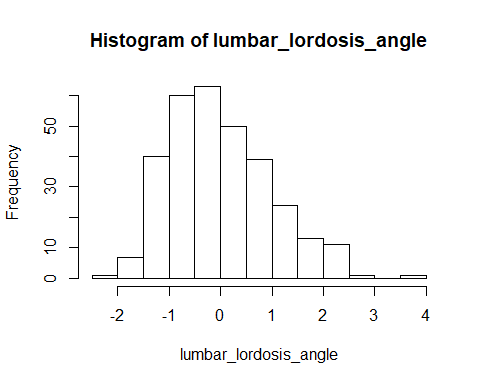 Histogram of lumbar_lordosis_angle
Frequency
50
30
10
0
-2 -1 0 1 2 3 4
lumbar_lordosis_angle